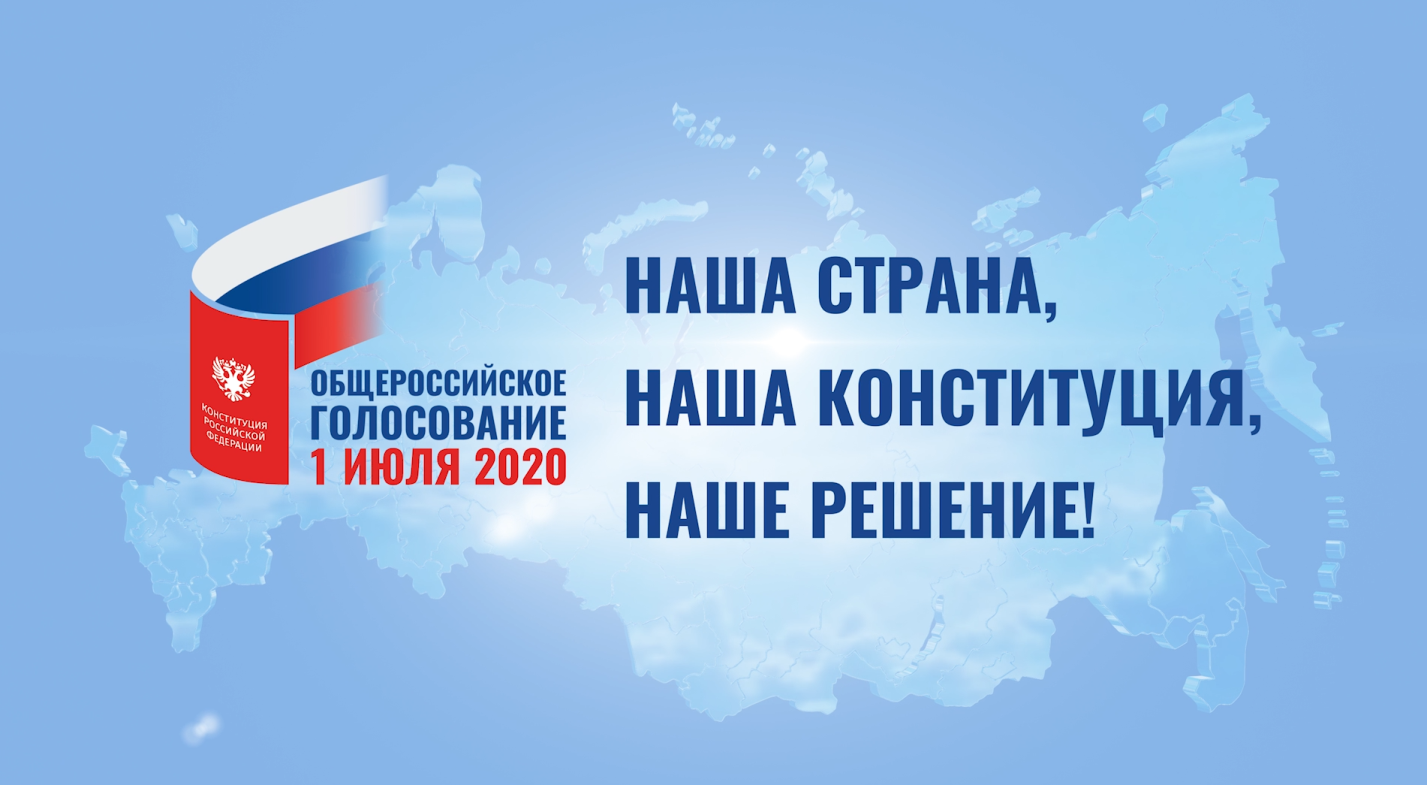 КОНСТИТУЦИЯ
РОССИЙСКОЙ
ФЕДЕРАЦИИ
ОБЩЕРОССИЙСКОЕ
ГОЛОСОВАНИЕ
1 ИЮЛЯ 2020
НАША СТРАНА,
НАША КОНСТИТУЦИЯ,
НАШЕ РЕШЕНИЕ!